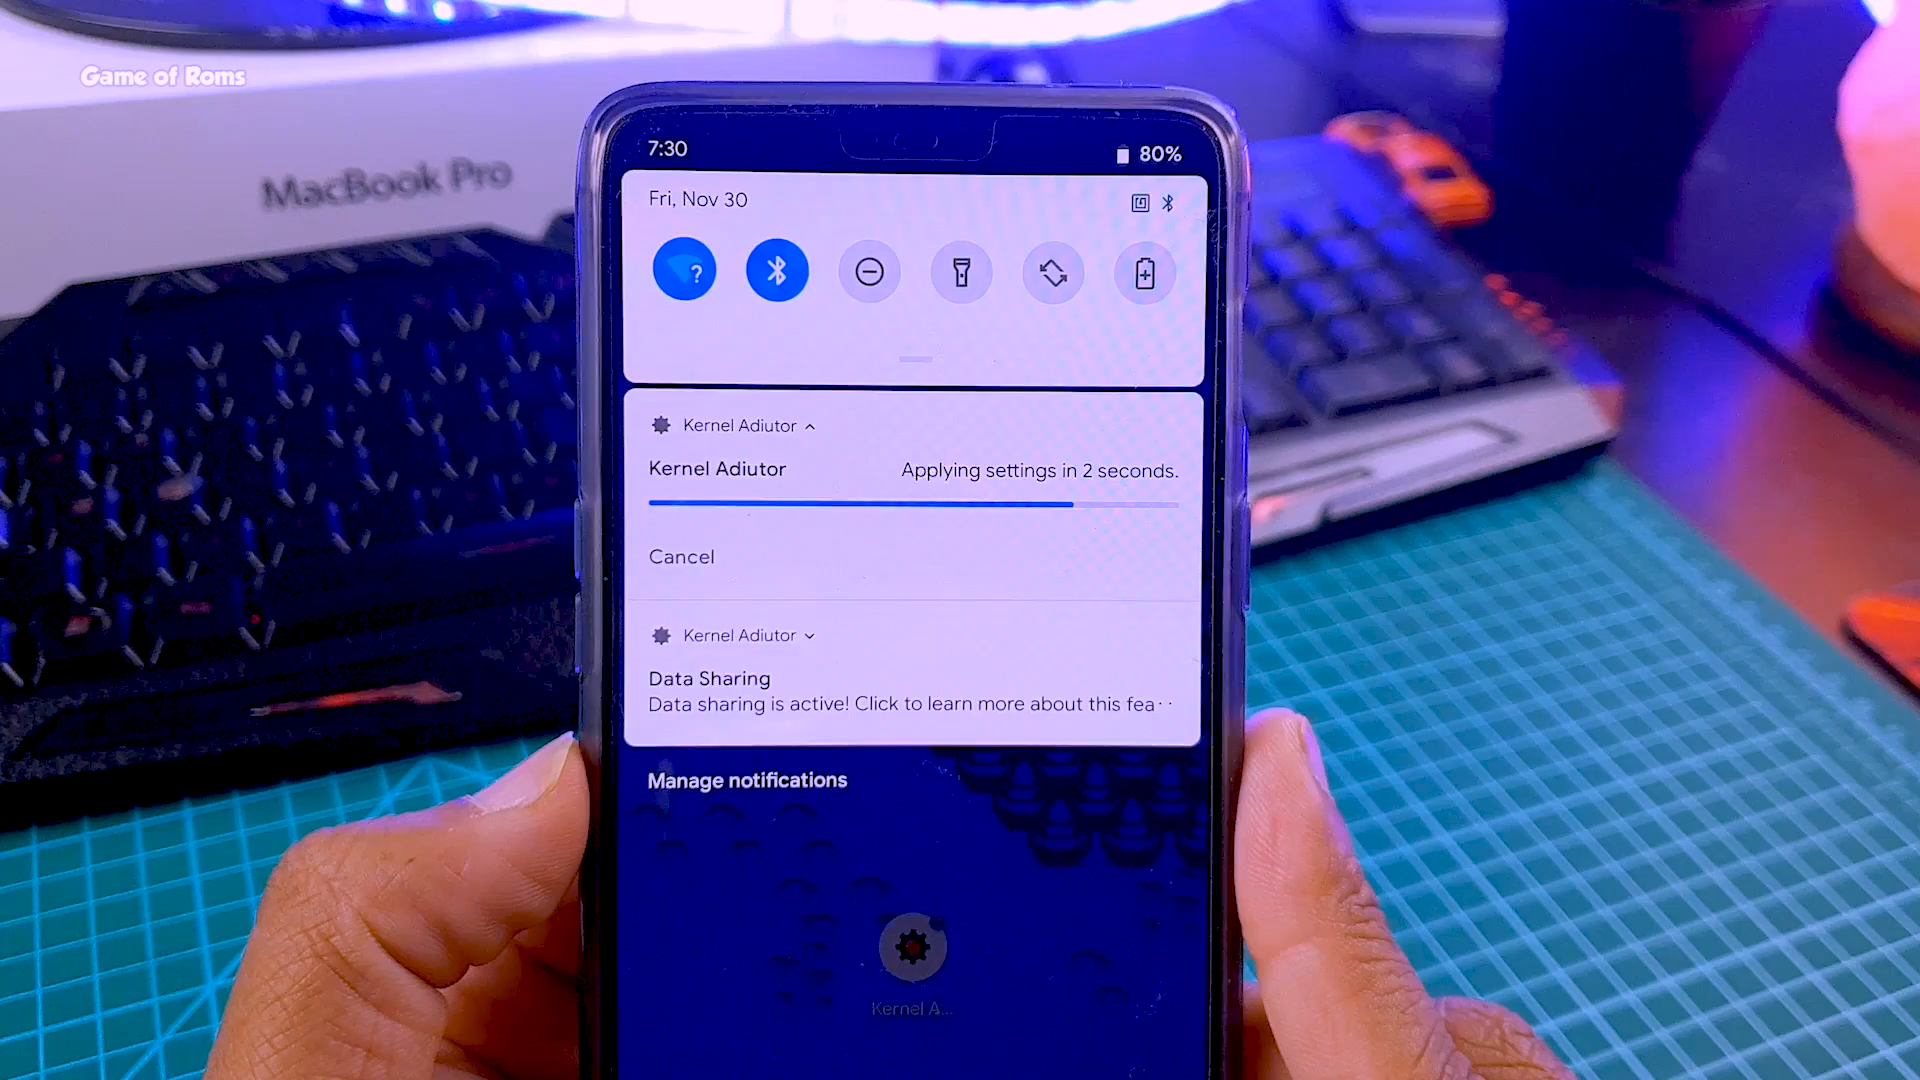 Game of Roms
MacBook Pro
7:30
80%
Fri, Nov 30
?
Kernel Adiutor
Kernel Adiutor
Applying settings in 2 seconds.
Cancel
Kernel Adiutor
Data Sharing
Data sharing is active! Click to learn more about this fea··
Manage notifications
Kernel A...